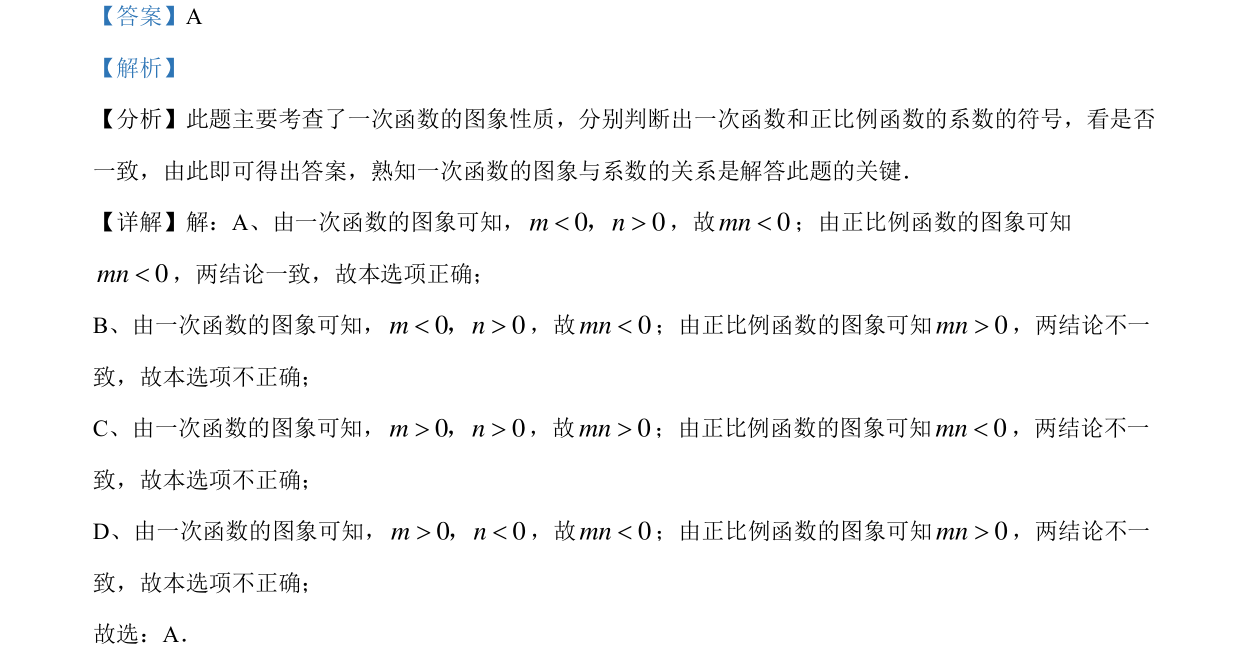 【答案】A
【解析】
【分析】此题主要考查了一次函数的图象性质，分别判断出一次函数和正比例函数的系数的符号，看是否
一致，由此即可得出答案，熟知一次函数的图象与系数的关系是解答此题的关键．
【详解】解：A、由一次函数的图象可知，m＜0，n＞0，故mn＜0；由正比例函数的图象可知
mn＜0，两结论一致，故本选项正确；
B、由一次函数的图象可知，m＜0，n＞0，故mn＜0；由正比例函数的图象可知mn＞0，两结论不一
致，故本选项不正确；
C、由一次函数的图象可知，m＞0，n＞0，故mn＞0；由正比例函数的图象可知mn＜0，两结论不一
致，故本选项不正确；
D、由一次函数的图象可知，m＞0，n＜0，故mn＜0；由正比例函数的图象可知mn＞0，两结论不一
致，故本选项不正确；
故选：A．